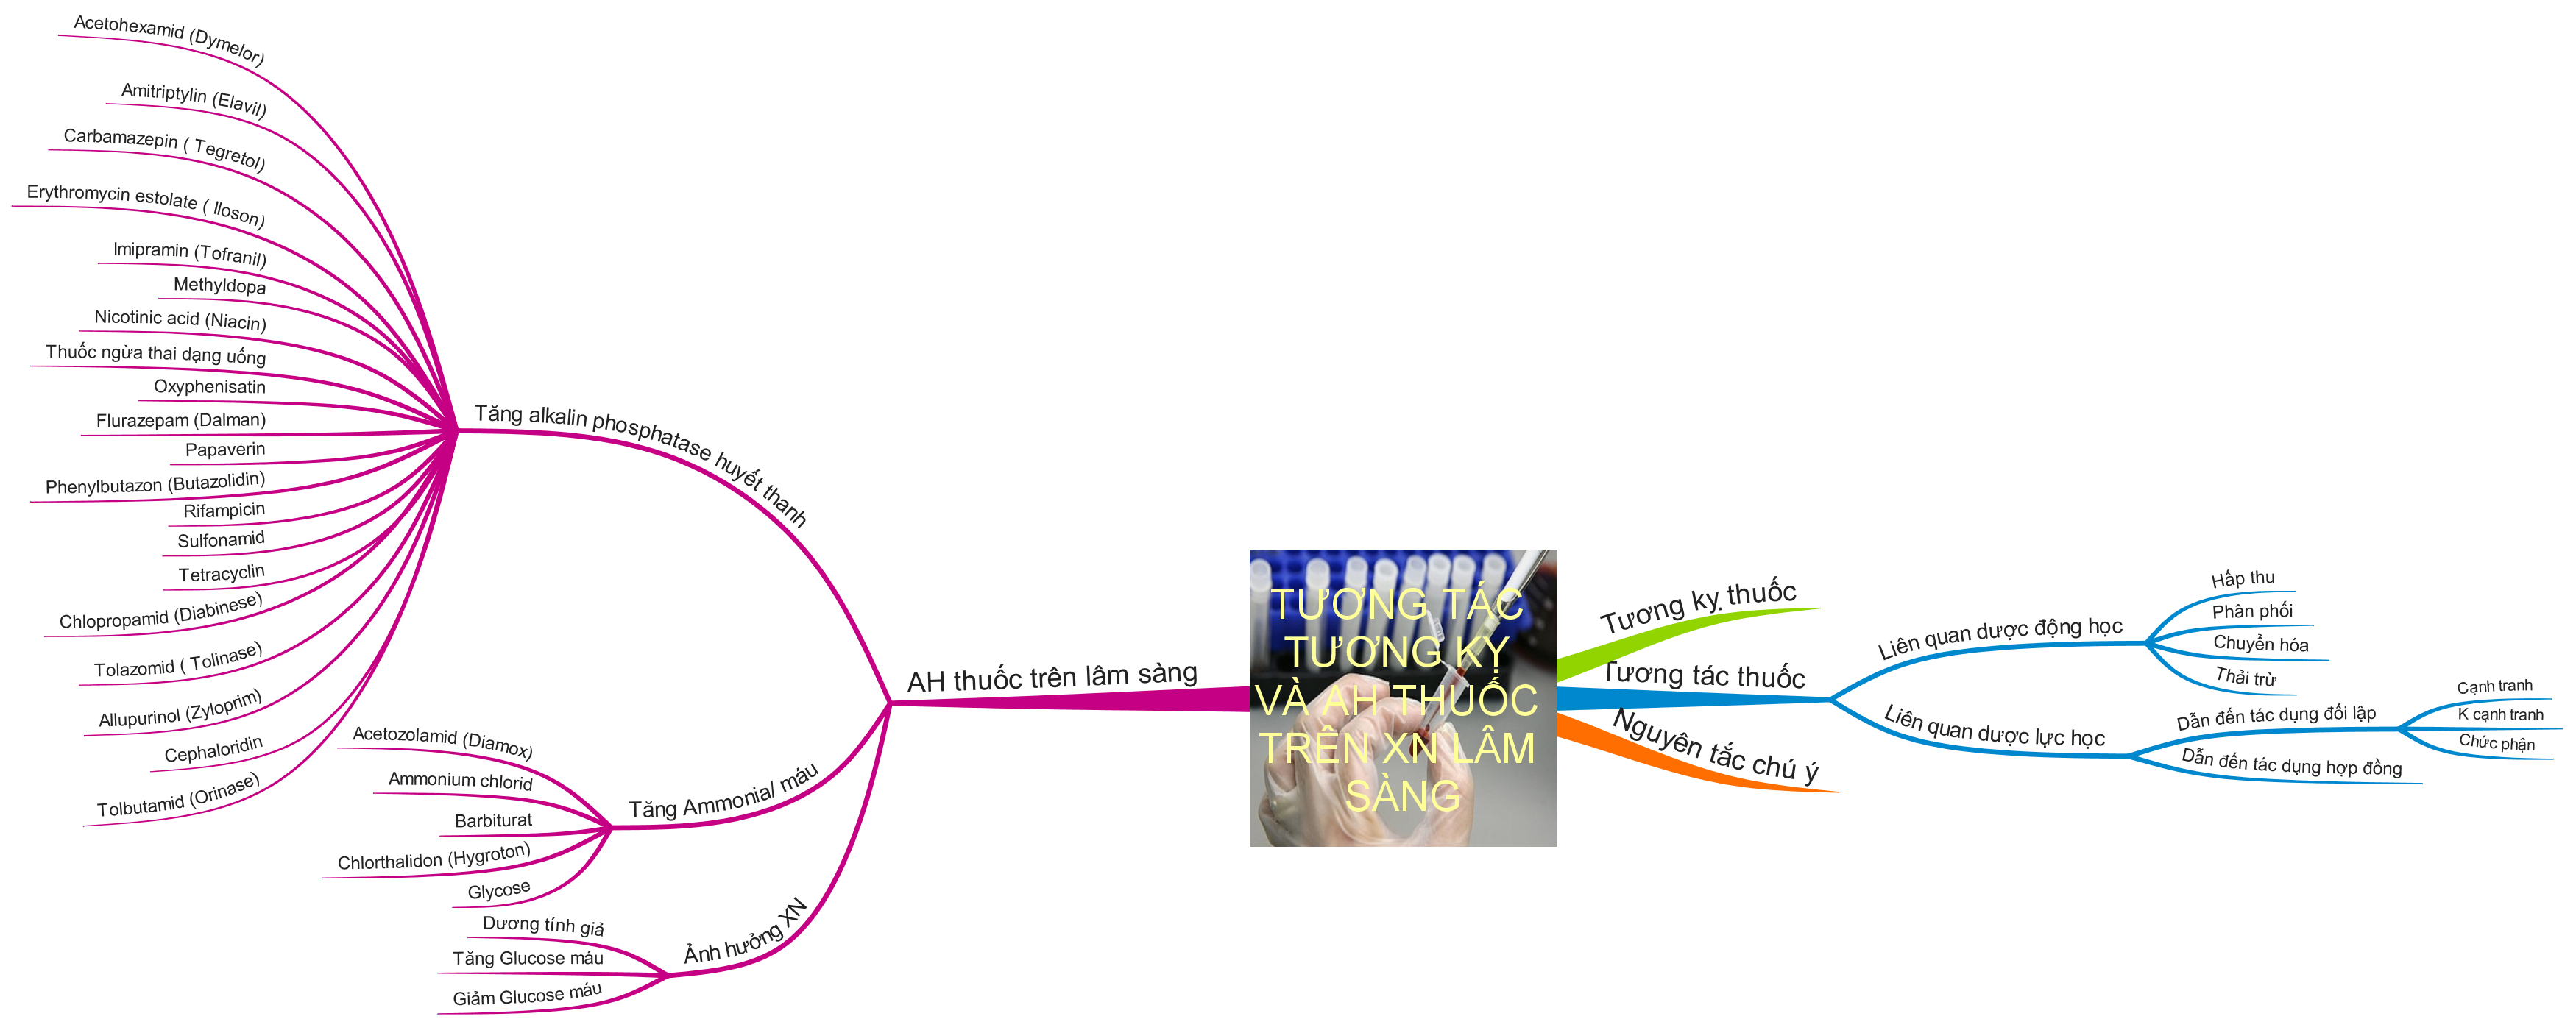 TƯƠNG TÁC
TƯƠNG KỴ
VÀ AH THUỐC
TRÊN XN LÂM
SÀNG
Tương kỵ thuốc
Tương tác thuốc
Liên quan dược động học
Hấp thu
Phân phối
Chuyển hóa
Thải trừ
Liên quan dược lực học
Dẫn đến tác dụng đối lập
Cạnh tranh
K cạnh tranh
Chức phận
Dẫn đến tác dụng hợp đồng
Nguyên tắc chú ý
AH thuốc trên lâm sàng
Tăng alkalin phosphatase huyết thanh
Acetohexamid (Dymelor)
Amitriptylin (Elavil)
Carbamazepin ( Tegretol)
Erythromycin estolate ( Iloson)
Imipramin (Tofranil)
Methyldopa
Nicotinic acid (Niacin)
Thuốc ngừa thai dạng uống
Oxyphenisatin
Flurazepam (Dalman)
Papaverin
Phenylbutazon (Butazolidin)
Rifampicin
Sulfonamid
Tetracyclin
Chlopropamid (Diabinese)
Tolazomid ( Tolinase)
Allupurinol (Zyloprim)
Cephaloridin
Tolbutamid (Orinase)
Tăng Ammonia/ máu
Acetozolamid (Diamox)
Ammonium chlorid
Barbiturat
Chlorthalidon (Hygroton)
Glycose
Ảnh hưởng XN
Dương tính giả
Tăng Glucose máu
Giảm Glucose máu